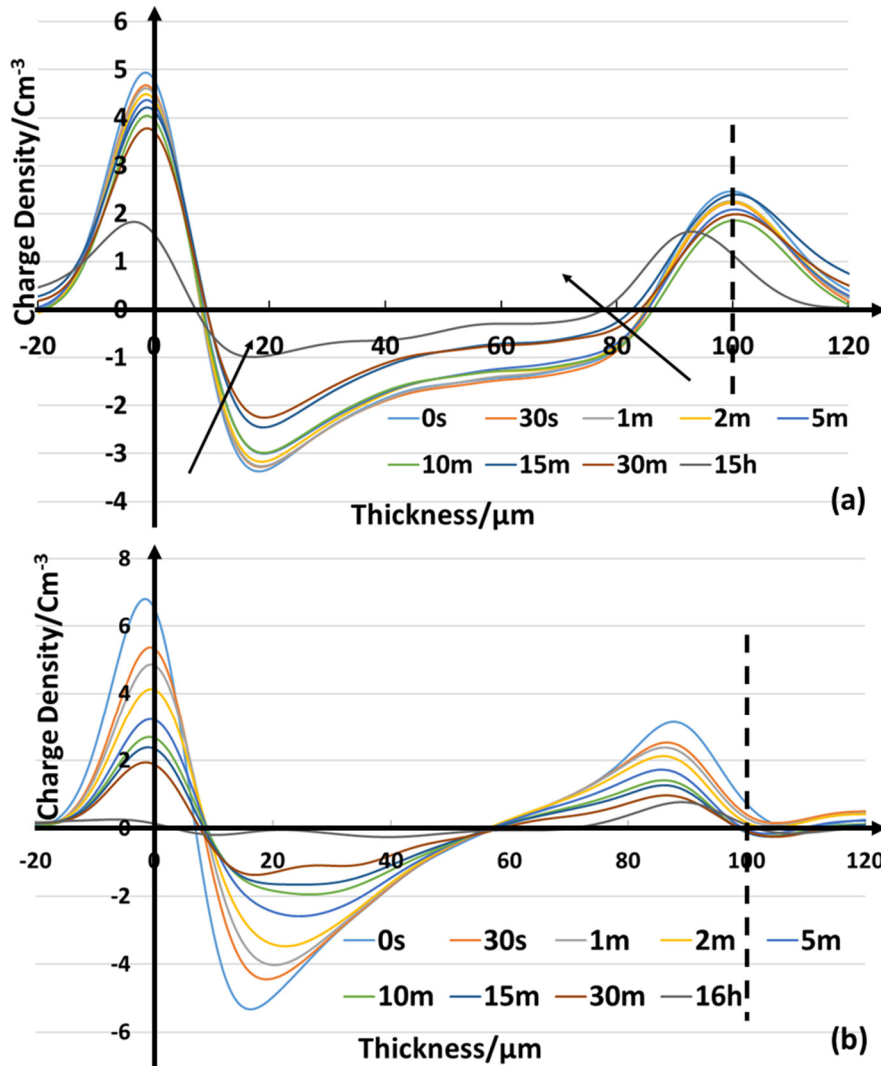 6
5
4
3
2
1
0
-1
-2
-3
-4
-20 0 20 40 60 80 100 120
Charge Density/Cm-3
Thickness/μm
0s 30s 1m 2m 5m
10m 15m 30m 15h
(a)
8
6
4
2
0
-2
-4
-6
-20 0 20 40 60 80 100 120
Charge Density/Cm-3
Thickness/μm
0s 30s 1m 2m 5m
10m 15m 30m 16h
(b)